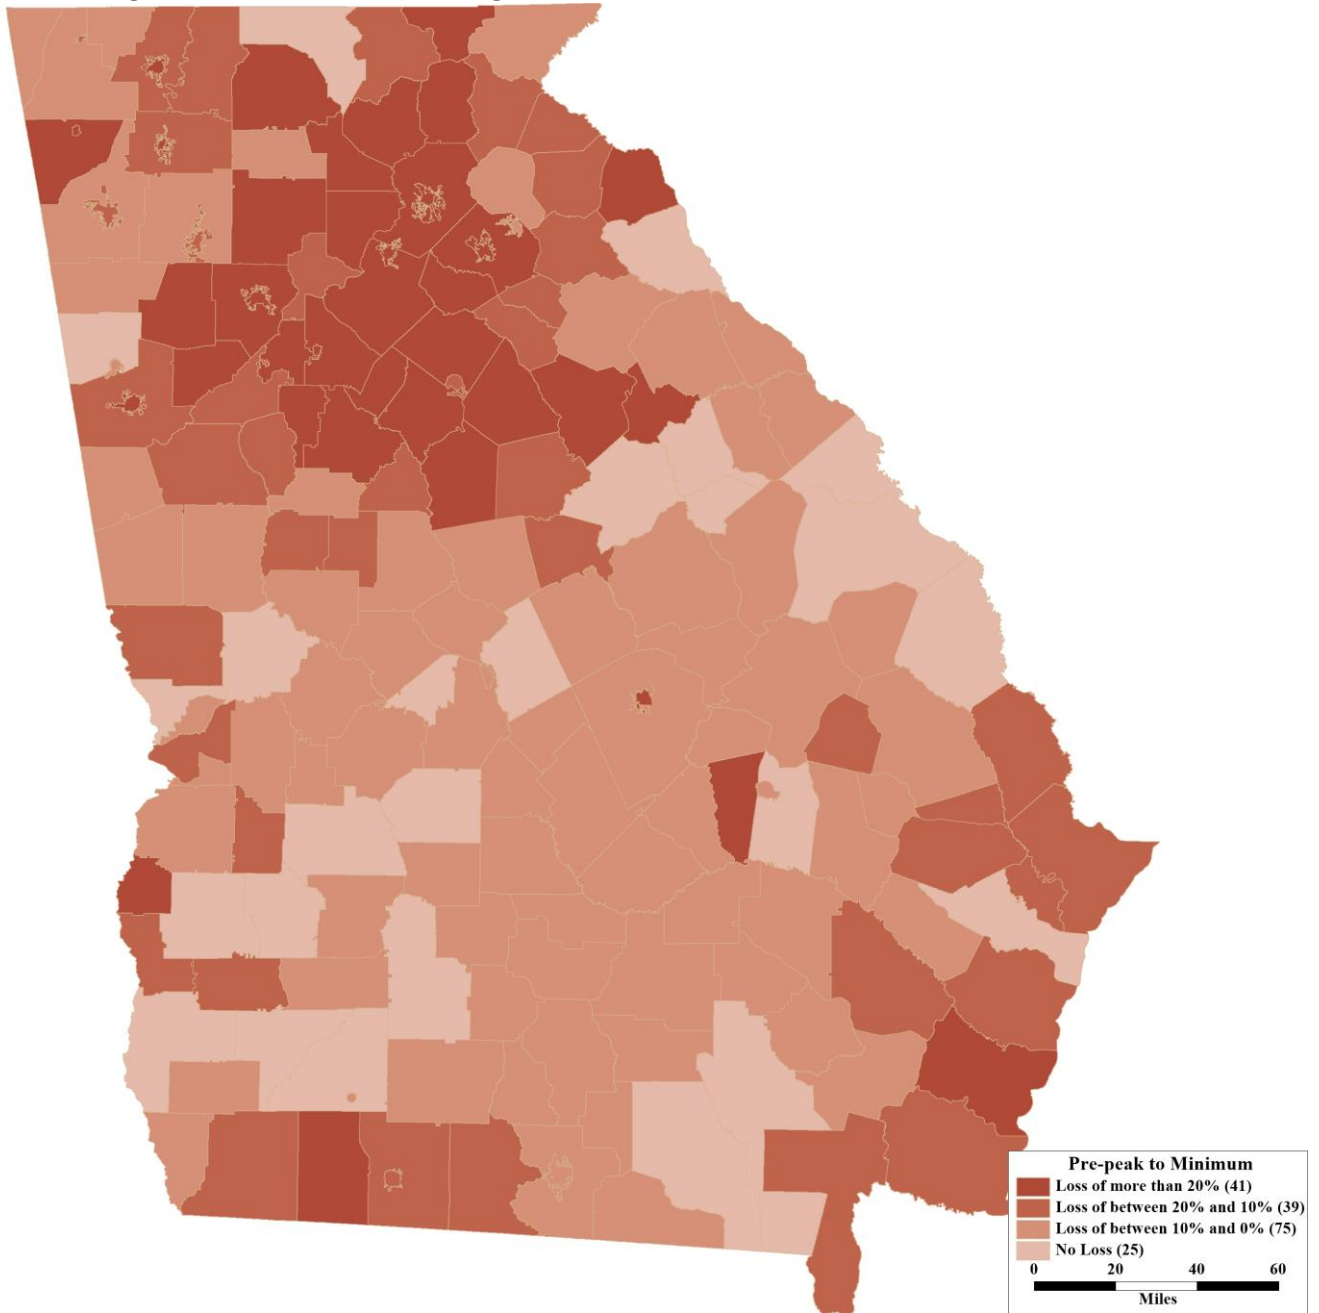 Pre-peak to Minimum
Loss of more than 20% (41)
Loss of between 20% and 10% (39)
Loss of between 10% and 0% (75)
No Loss (25)
0 20 40 60
Miles